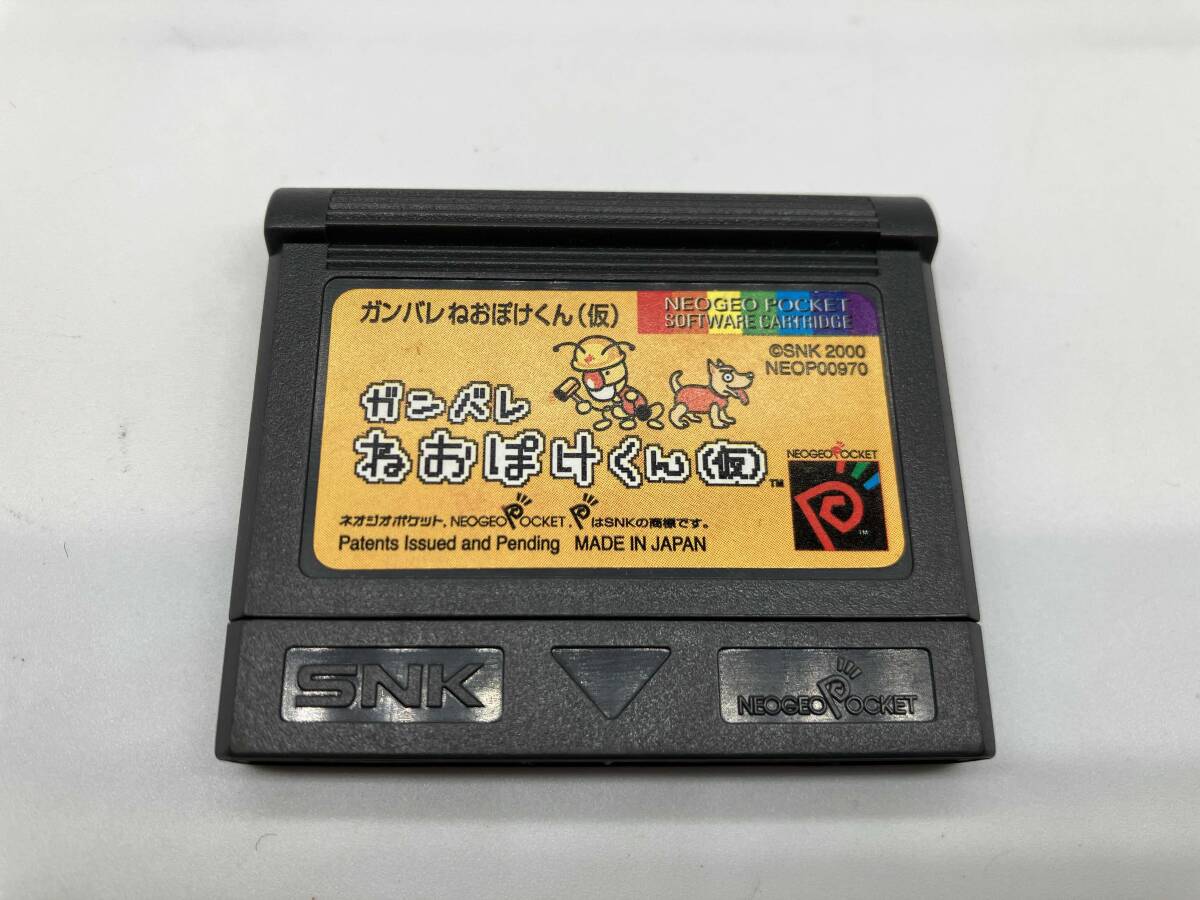 ガンバレねおぽけくん(仮)
NEOGEO POCKET
SOFTWARE CARTRIDGE
©SNK 2000
NEOP00970
ガンバレ
ねおぽけくん(仮)™
NEOGEO POCKET
™
ネオジオポケット, NEOGEO POCKET, PはSNKの商標です。
Patents Issued and Pending MADE IN JAPAN
SNK
NEOGEO POCKET